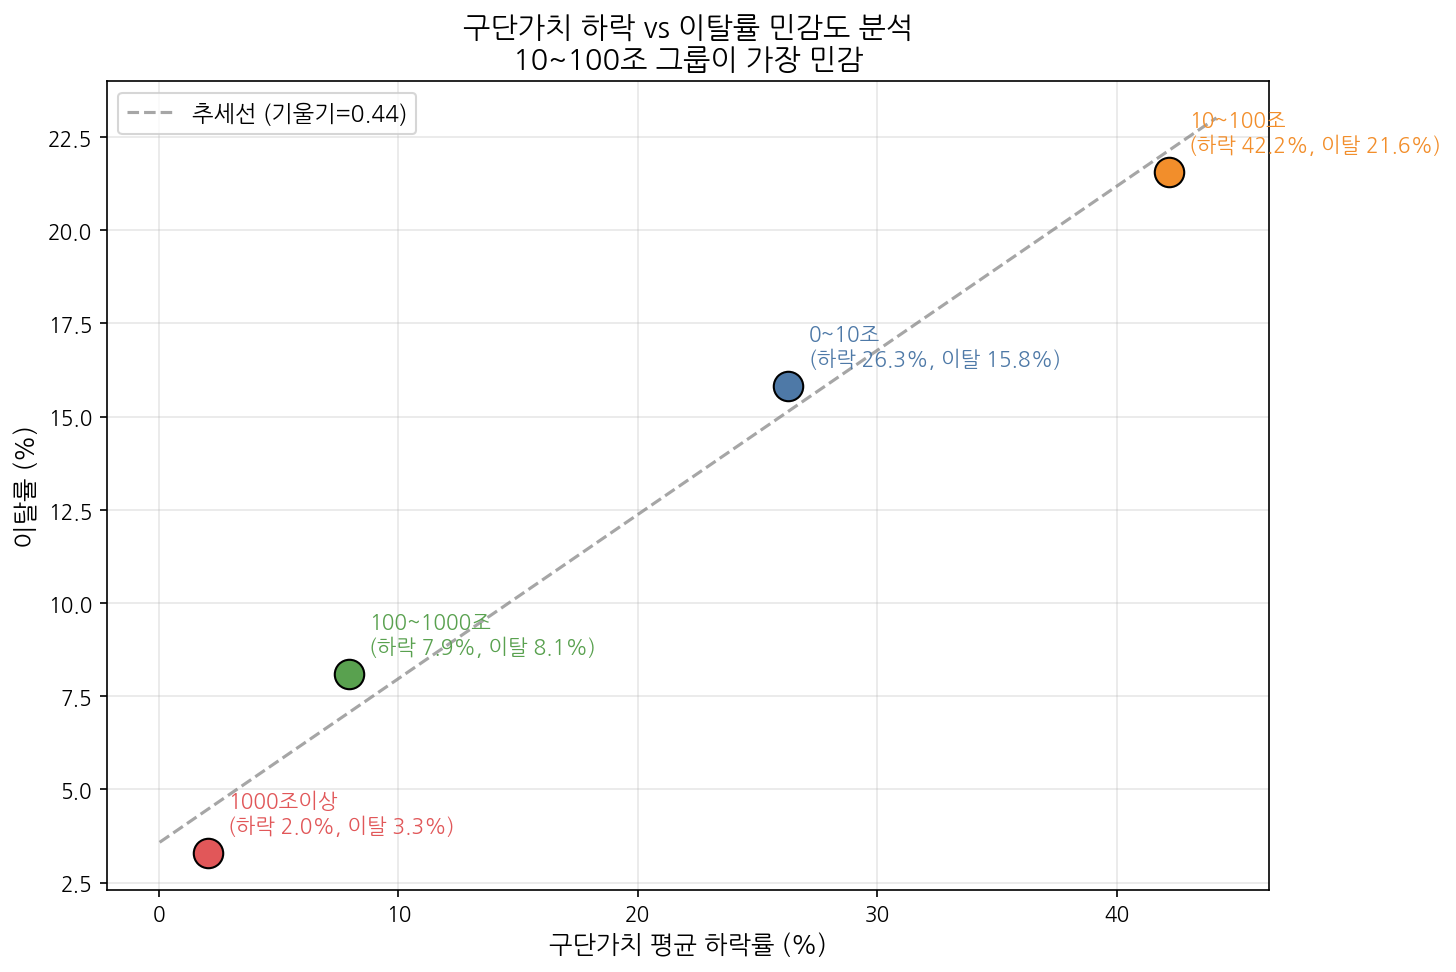 구단가치 하락 vs 이탈률 민감도 분석
10~100조 그룹이 가장 민감
추세선 (기울기=0.44)
10~100조
(하락 42.2%, 이탈 21.6%)
0~10조
(하락 26.3%, 이탈 15.8%)
100~1000조
(하락 7.9%, 이탈 8.1%)
1000조이상
(하락 2.0%, 이탈 3.3%)
이탈률 (%)
22.5
20.0
17.5
15.0
12.5
10.0
7.5
5.0
2.5
0
10
20
30
40
구단가치 평균 하락률 (%)